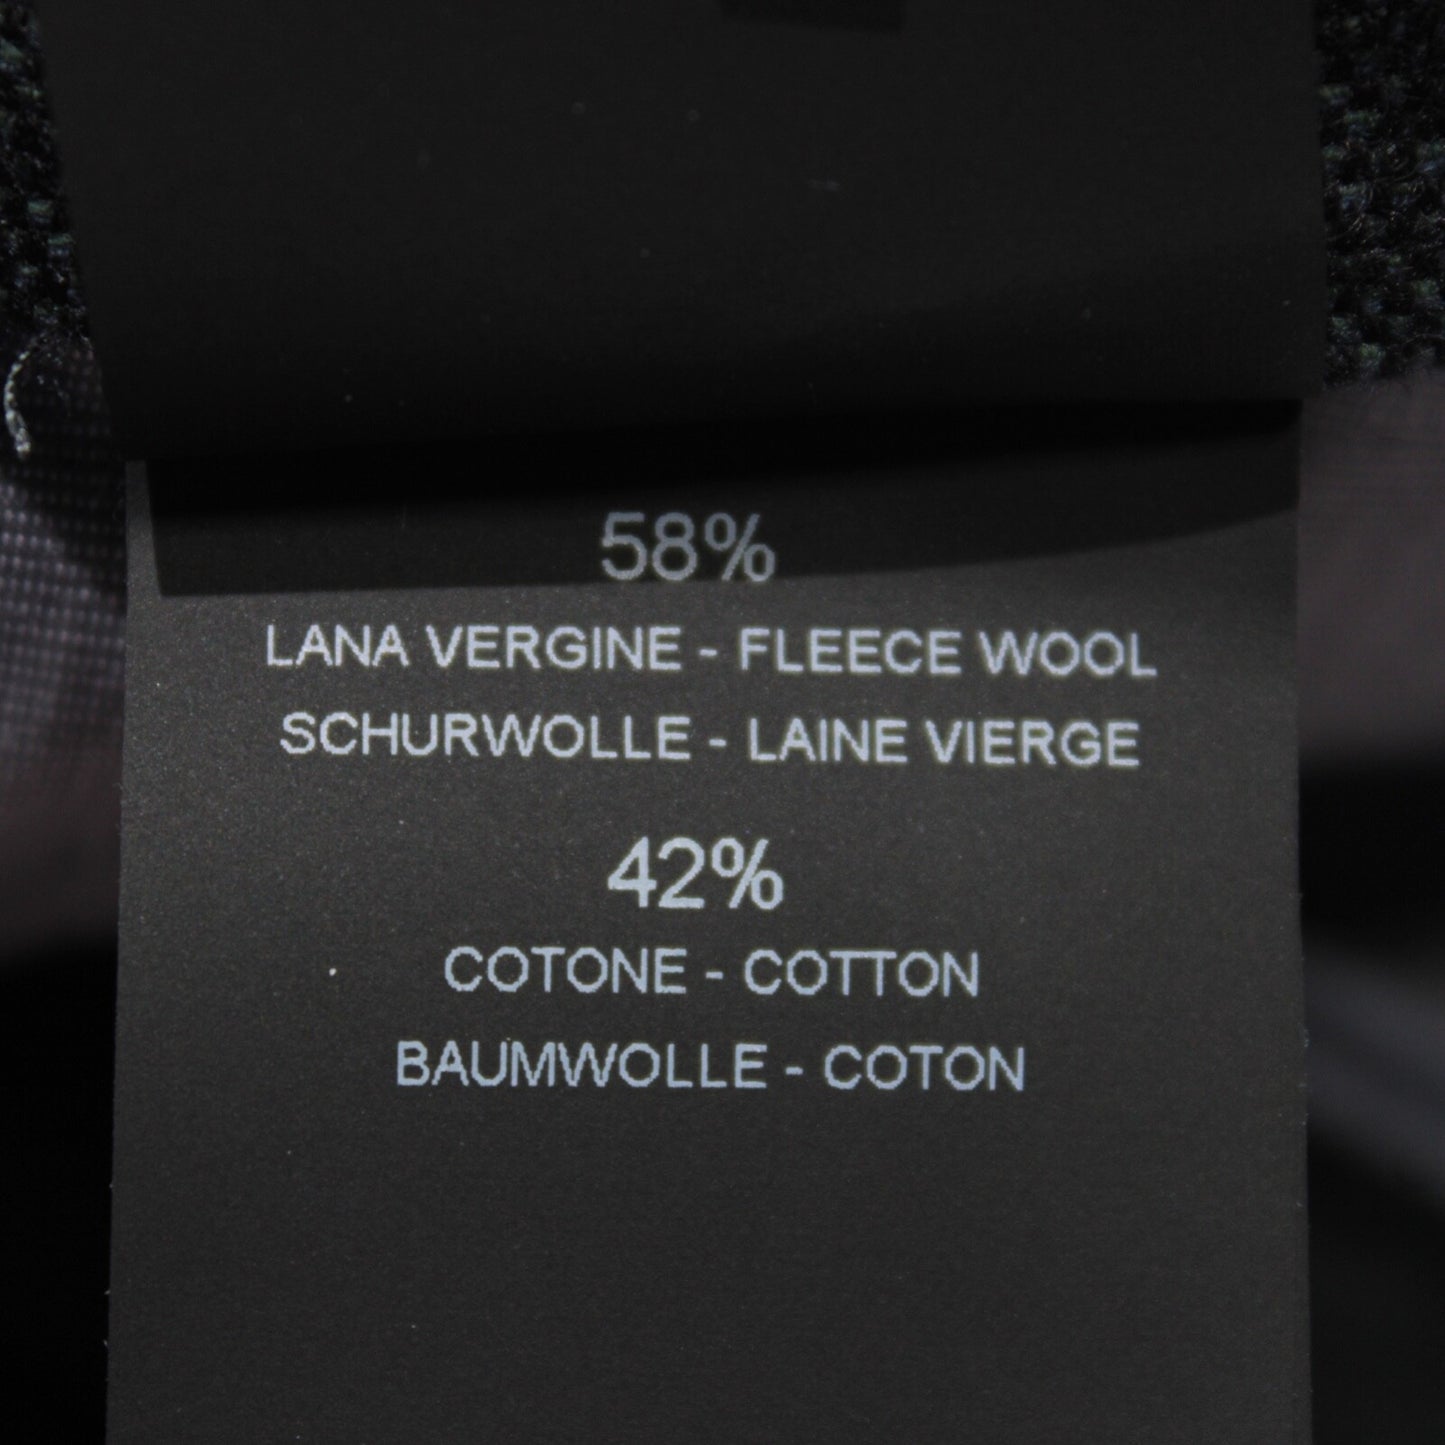 58%
LANA VERGINE - FLEECE WOOL
SCHURWOLLE - LAINE VIERGE
42%
COTONE - COTTON
BAUMWOLLE - COTON